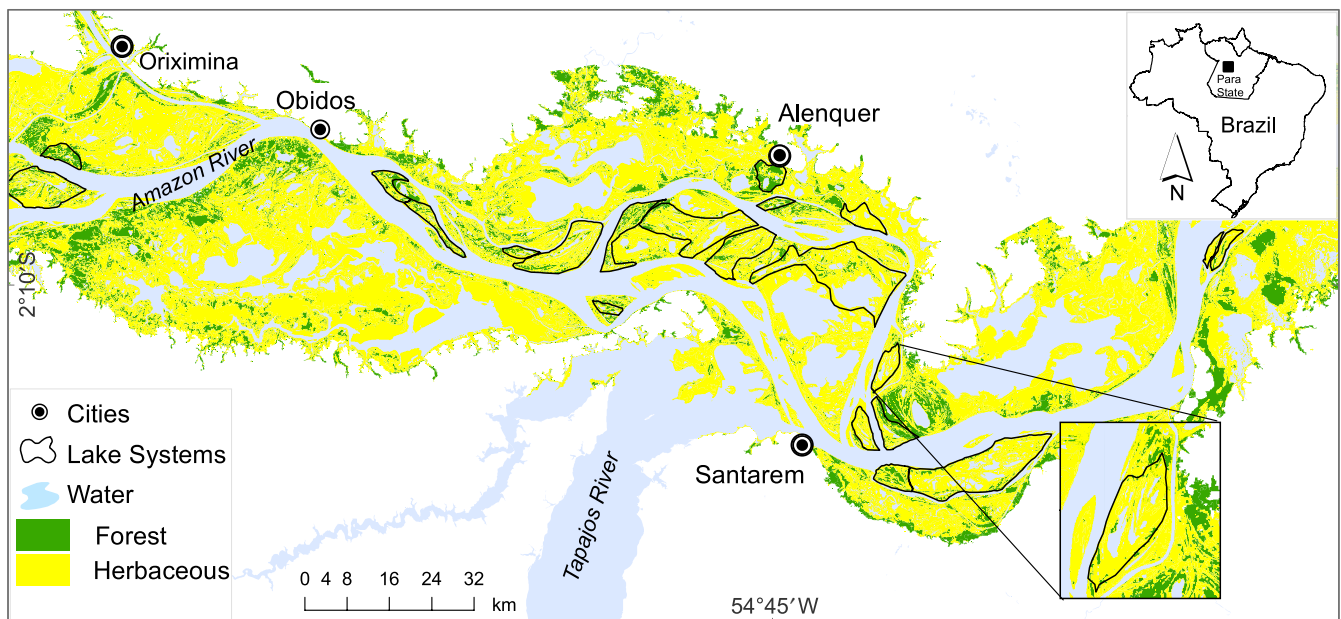 Oriximina
Obidos
Alenquer
Para
State
Brazil
N
Amazon River
2°10′S
Cities
Lake Systems
Water
Forest
Herbaceous
Santarem
Tapajos River
0 4 8 16 24 32
km
54°45′W